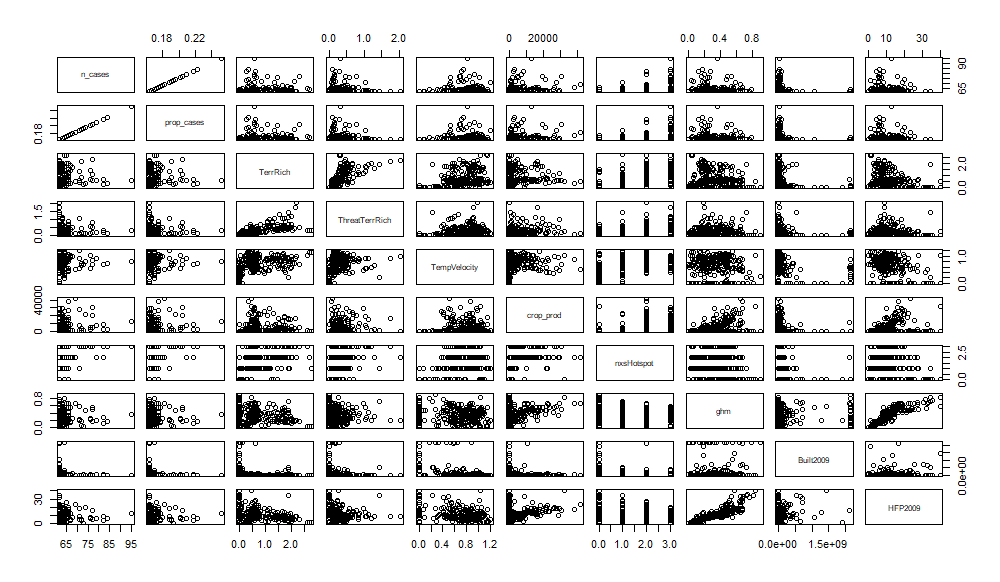 0.18 0.22
0.0 1.0 2.0
0 20000
0.0 0.4 0.8
0 10 30
n_cases
65 90
0.18
prop_cases
TerrRich
0.0 1.0 2.0
0.0 1.5
ThreatTerrRich
TempVelocity
0.0 1.0
0 40000
crop_prod
nxsHotspot
0.0 2.5
0.0 0.8
ghm
Built2009
0.0e+00
0 30
HFP2009
65 75 85 95
0.0 1.0 2.0
0.0 0.4 0.8 1.2
0.0 1.0 2.0 3.0
0.0e+00 1.5e+09